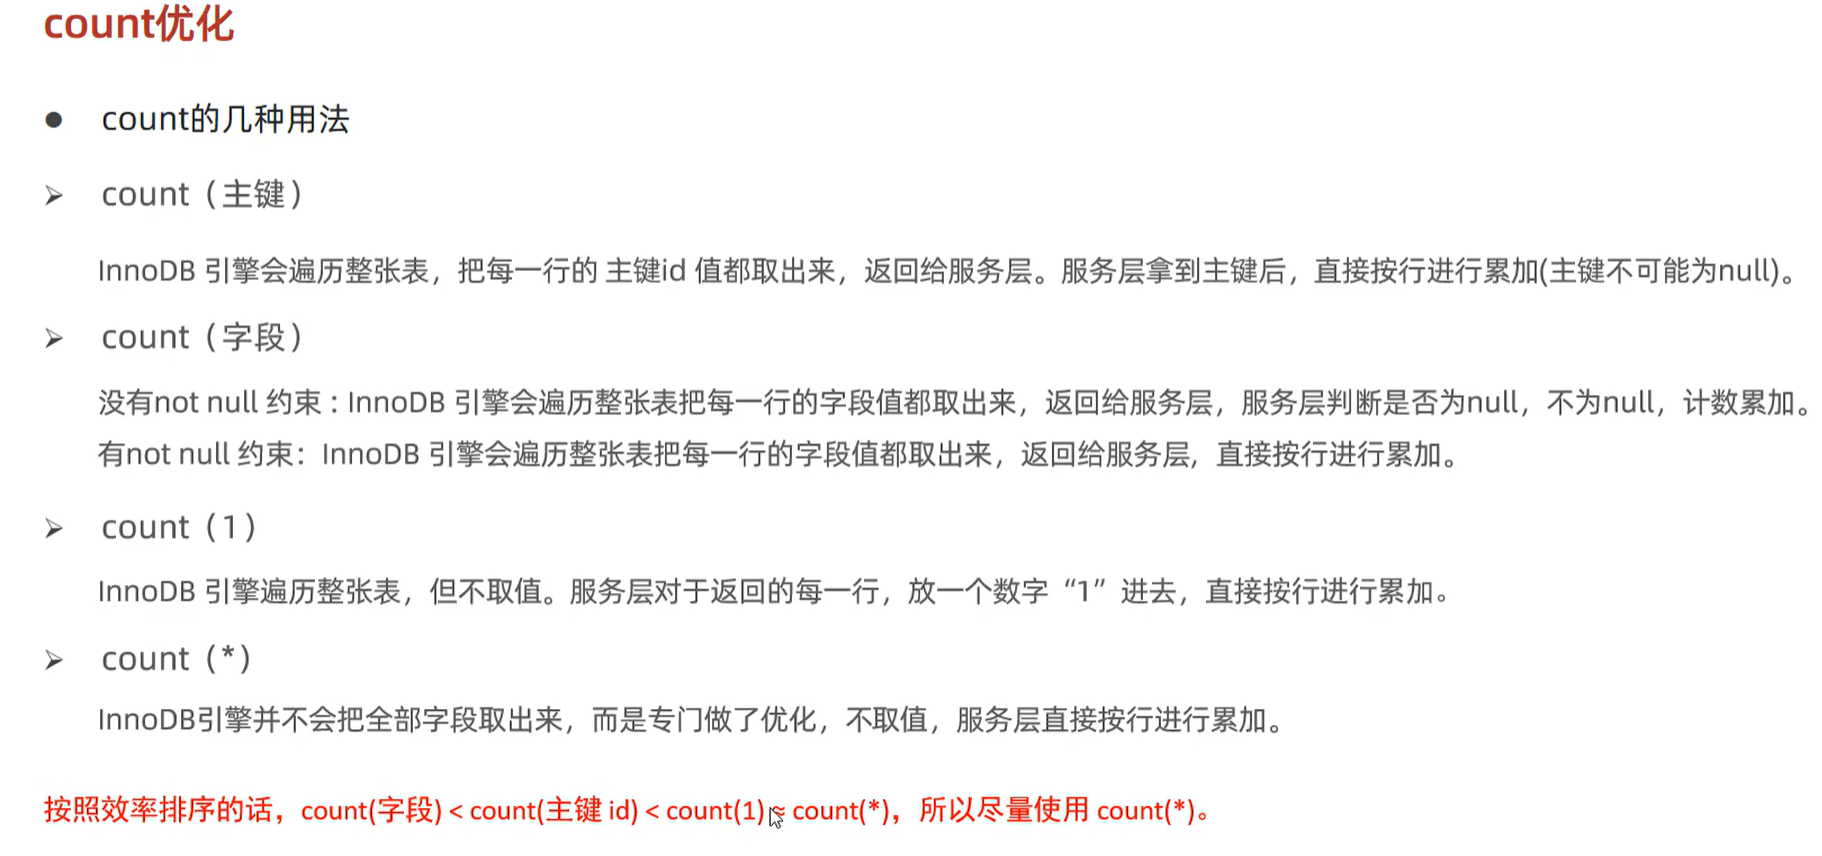 count优化
● count的几种用法
➢ count（主键）
InnoDB 引擎会遍历整张表，把每一行的 主键id 值都取出来，返回给服务层。服务层拿到主键后，直接按行进行累加(主键不可能为null)。
➢ count（字段）
没有not null 约束 : InnoDB 引擎会遍历整张表把每一行的字段值都取出来，返回给服务层，服务层判断是否为null，不为null，计数累加。
有not null 约束：InnoDB 引擎会遍历整张表把每一行的字段值都取出来，返回给服务层，直接按行进行累加。
➢ count（1）
InnoDB 引擎遍历整张表，但不取值。服务层对于返回的每一行，放一个数字“1”进去，直接按行进行累加。
➢ count（*）
InnoDB引擎并不会把全部字段取出来，而是专门做了优化，不取值，服务层直接按行进行累加。
按照效率排序的话，count(字段) < count(主键 id) < count(1) ≈ count(*)，所以尽量使用 count(*)。